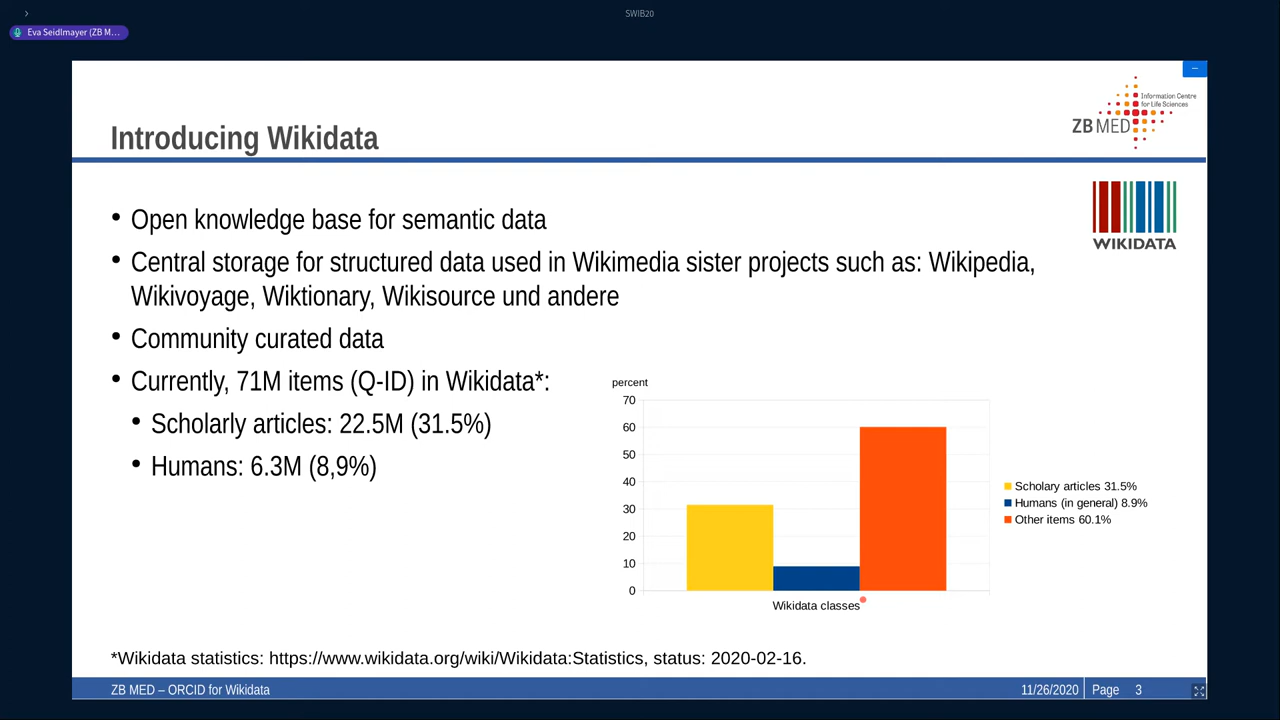 SWIB20
Eva Seidlmayer (ZB M...
Information Centre
for Life Sciences
ZB MED
Introducing Wikidata
WIKIDATA
• Open knowledge base for semantic data
• Central storage for structured data used in Wikimedia sister projects such as: Wikipedia,
Wikivoyage, Wiktionary, Wikisource und andere
• Community curated data
• Currently, 71M items (Q-ID) in Wikidata*:
• Scholarly articles: 22.5M (31.5%)
• Humans: 6.3M (8,9%)
percent
70
60
50
40
30
20
10
0
Wikidata classes
Scholary articles 31.5%
Humans (in general) 8.9%
Other items 60.1%
*Wikidata statistics: https://www.wikidata.org/wiki/Wikidata:Statistics, status: 2020-02-16.
ZB MED – ORCID for Wikidata
11/26/2020 Page 3